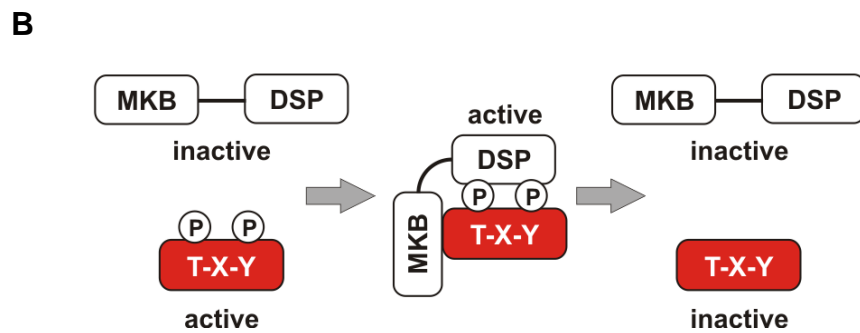 B
MKB DSP
inactive
P P
T-X-Y
active
active
DSP
P P
MKB
T-X-Y
MKB DSP
inactive
T-X-Y
inactive